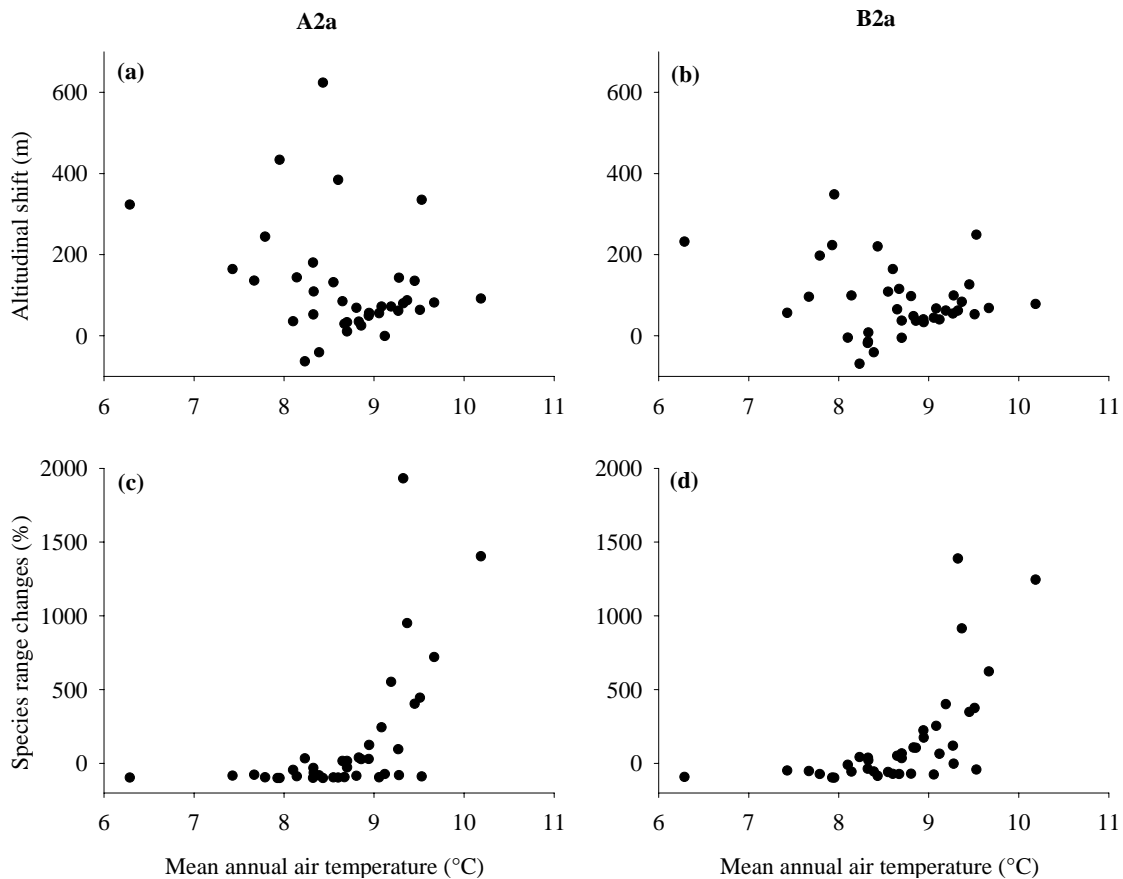 A2a
B2a
(a)
(b)
Altitudinal shift (m)
600
400
200
0
600
400
200
0
6 7 8 9 10 11
6 7 8 9 10 11
(c)
(d)
Species range changes (%)
2000
1500
1000
500
0
2000
1500
1000
500
0
6 7 8 9 10 11
6 7 8 9 10 11
Mean annual air temperature (°C)
Mean annual air temperature (°C)